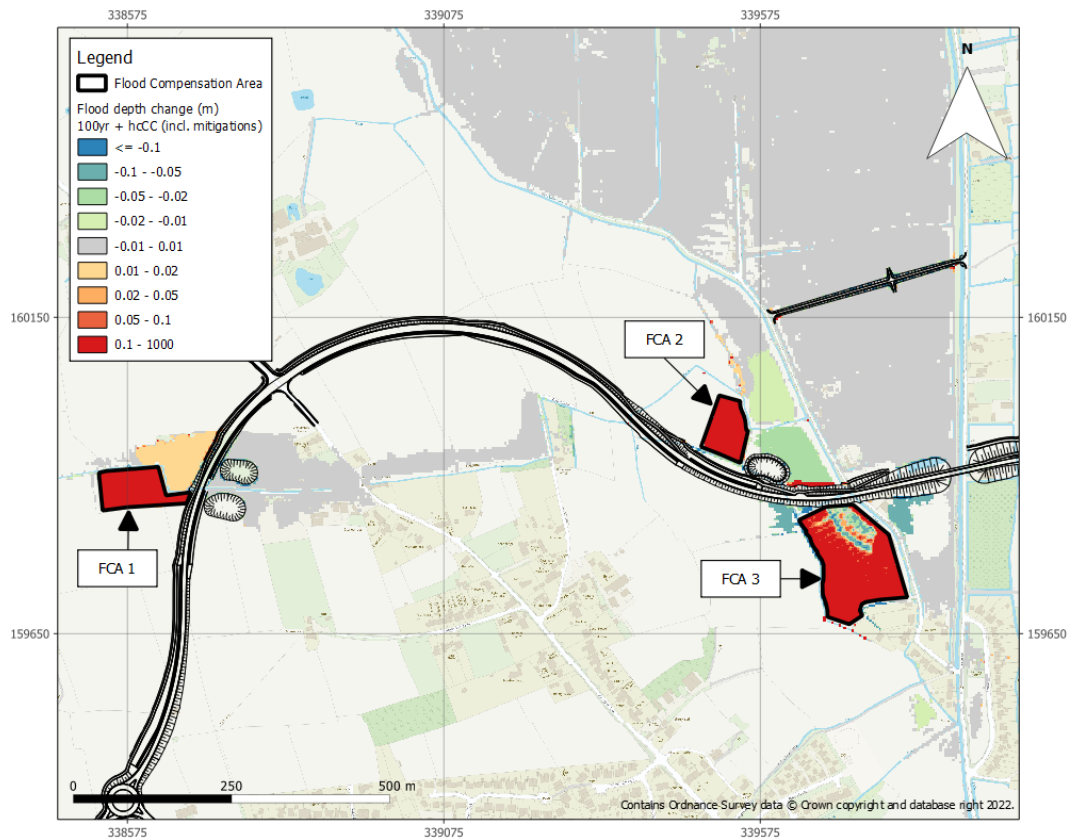 338575 339075 339575
N
Legend
Flood Compensation Area
Flood depth change (m)
100yr + hcCC (incl. mitigations)
<= -0.1
-0.1 - -0.05
-0.05 - -0.02
-0.02 - -0.01
-0.01 - 0.01
0.01 - 0.02
0.02 - 0.05
0.05 - 0.1
0.1 - 1000
160150 160150
FCA 2
FCA 1
FCA 3
159650 159650
0 250 500 m
Contains Ordnance Survey data © Crown copyright and database right 2022.
338575 339075 339575